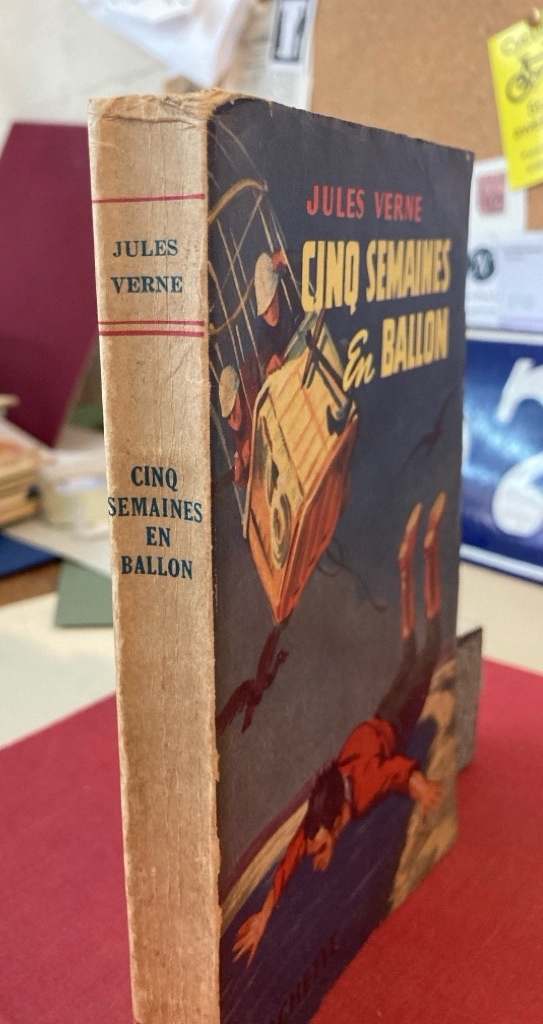 JULES
VERNE
CINQ
SEMAINES
EN
BALLON
JULES VERNE
CINQ SEMAINES
En BALLON